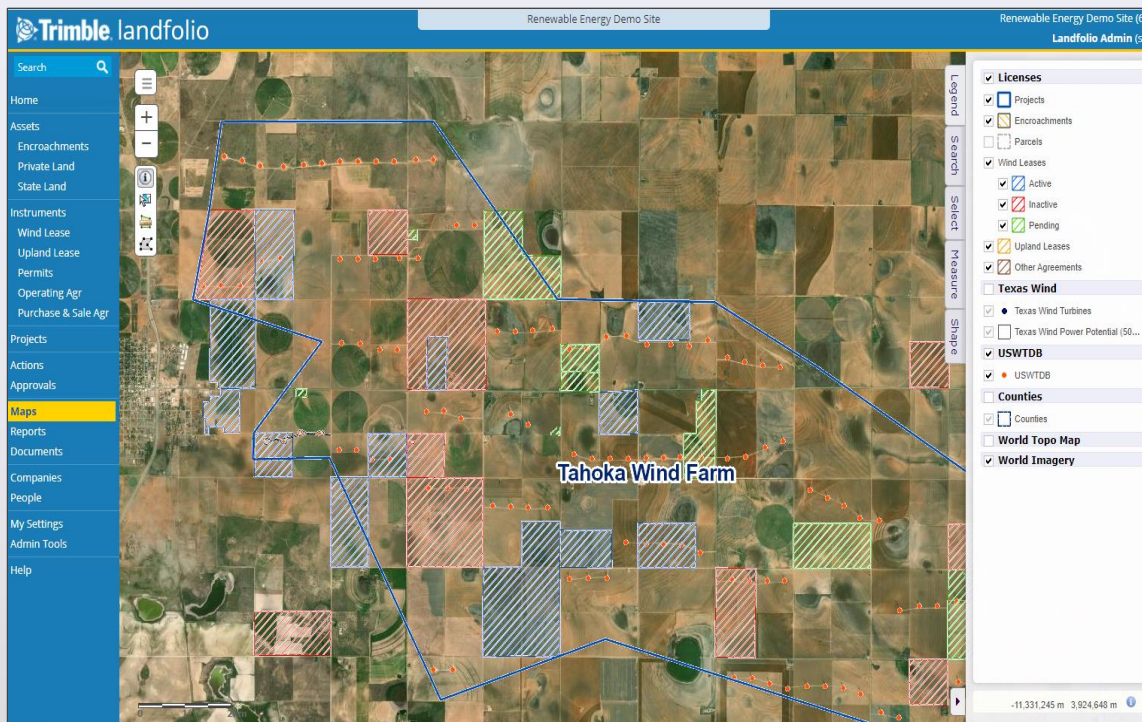 Trimble. landfolio
Renewable Energy Demo Site
Renewable Energy Demo Site (6
Landfolio Admin (s
Search
Home
Assets
Encroachments
Private Land
State Land
Instruments
Wind Lease
Upland Lease
Permits
Operating Agr
Purchase & Sale Agr
Projects
Actions
Approvals
Maps
Reports
Documents
Companies
People
My Settings
Admin Tools
Help
+
−
Tahoka Wind Farm
0
Legend
Search
Select
Measure
Shape
Licenses
Projects
Encroachments
Parcels
Wind Leases
Active
Inactive
Pending
Upland Leases
Other Agreements
Texas Wind
Texas Wind Turbines
Texas Wind Power Potential (50...
USWTDB
USWTDB
Counties
Counties
World Topo Map
World Imagery
-11,331,245 m 3,924,648 m